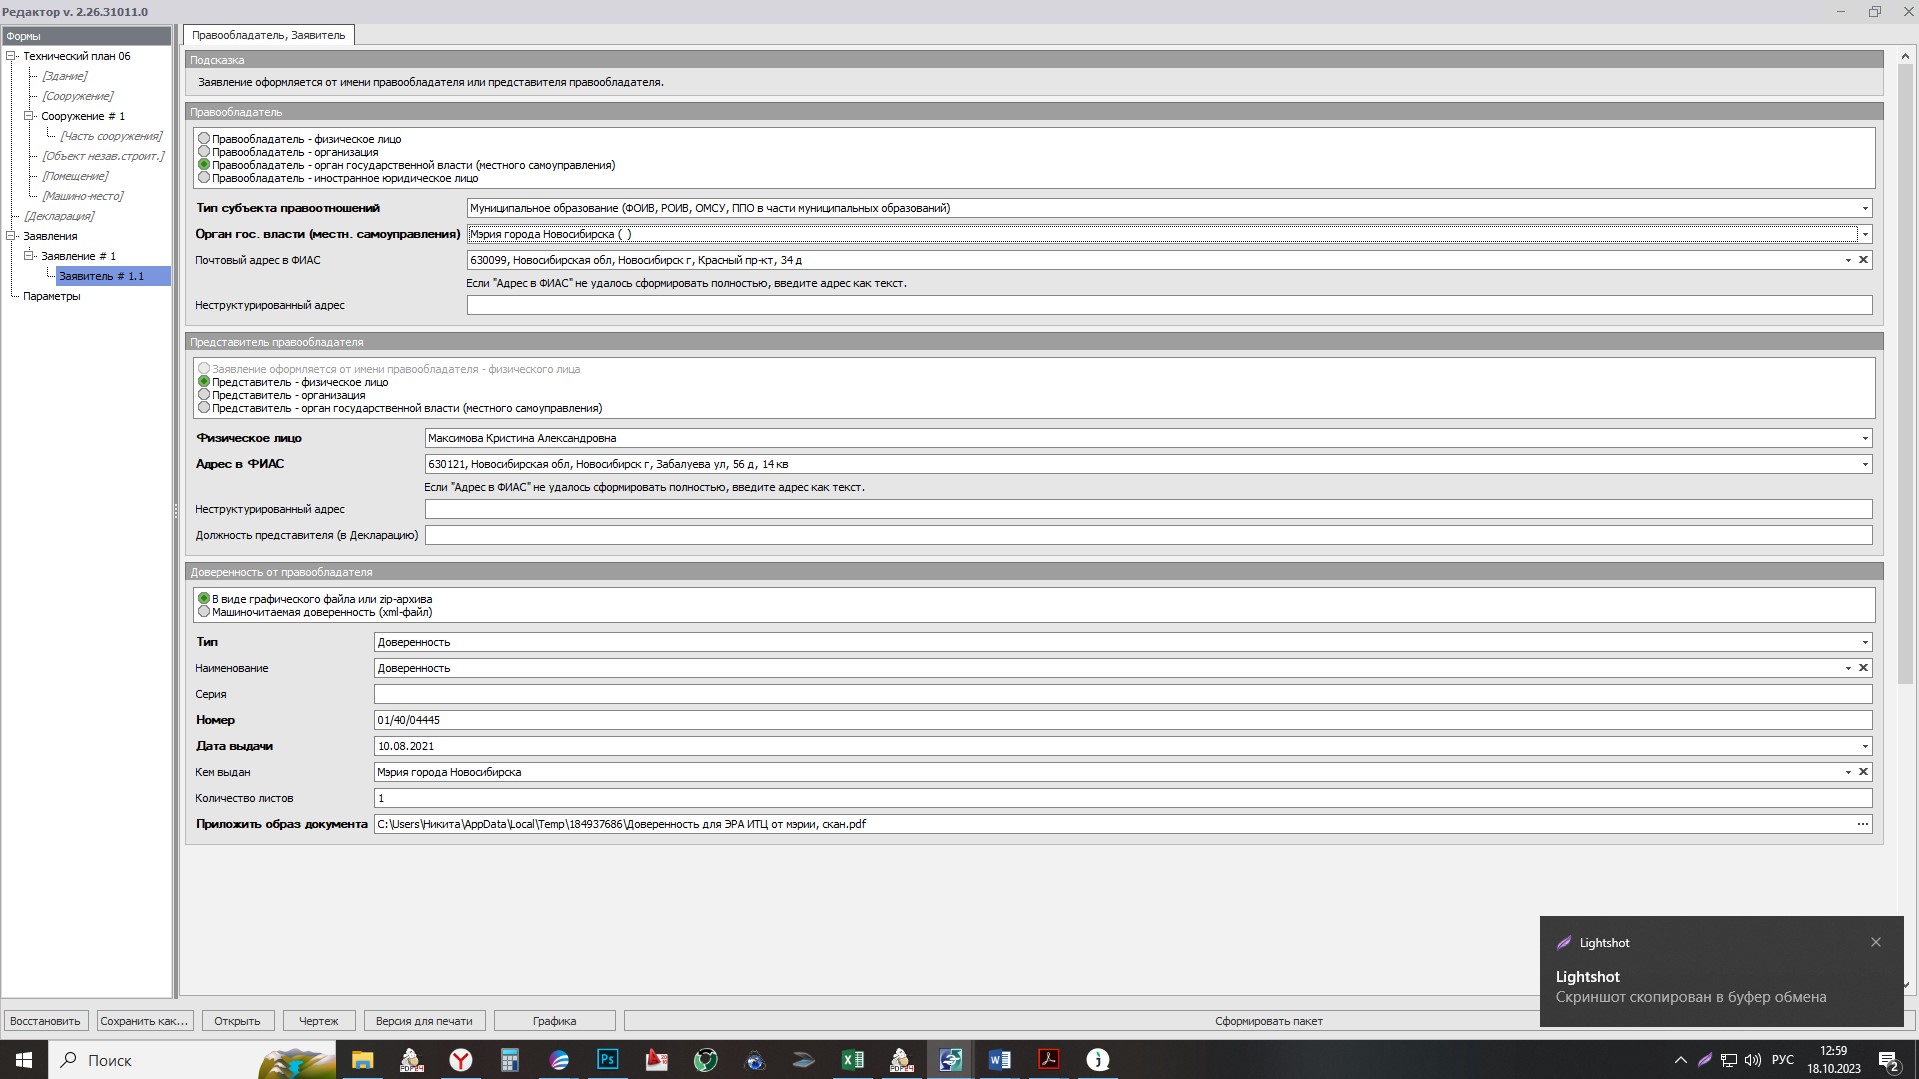 Редактор v. 2.26.31011.0
Формы
Технический план 06
[Здание]
[Сооружение]
Сооружение # 1
[Часть сооружения]
[Объект незав.строит.]
[Помещение]
[Машино-место]
[Декларация]
Заявления
Заявление # 1
Заявитель # 1.1
Параметры
Правообладатель, Заявитель
Подсказка
Заявление оформляется от имени правообладателя или представителя правообладателя.
Правообладатель
Правообладатель - физическое лицо
Правообладатель - организация
Правообладатель - орган государственной власти (местного самоуправления)
Правообладатель - иностранное юридическое лицо
Тип субъекта правоотношений Муниципальное образование (ФОИВ, РОИВ, ОМСУ, ППО в части муниципальных образований)
Орган гос. власти (местн. самоуправления) Мэрия города Новосибирска ( )
Почтовый адрес в ФИАС 630099, Новосибирская обл, Новосибирск г, Красный пр-кт, 34 д
Если "Адрес в ФИАС" не удалось сформировать полностью, введите адрес как текст.
Неструктурированный адрес
Представитель правообладателя
Заявление оформляется от имени правообладателя - физического лица
Представитель - физическое лицо
Представитель - организация
Представитель - орган государственной власти (местного самоуправления)
Физическое лицо Максимова Кристина Александровна
Адрес в ФИАС 630121, Новосибирская обл, Новосибирск г, Забалуева ул, 56 д, 14 кв
Если "Адрес в ФИАС" не удалось сформировать полностью, введите адрес как текст.
Неструктурированный адрес
Должность представителя (в Декларацию)
Доверенность от правообладателя
В виде графического файла или zip-архива
Машиночитаемая доверенность (xml-файл)
Тип Доверенность
Наименование Доверенность
Серия
Номер 01/40/04445
Дата выдачи 10.08.2021
Кем выдан Мэрия города Новосибирска
Количество листов 1
Приложить образ документа C:\Users\Никита\AppData\Local\Temp\184937686\Доверенность для ЭРА ИТЦ от мэрии, скан.pdf
Lightshot
Lightshot
Скриншот скопирован в буфер обмена
Восстановить Сохранить как... Открыть Чертеж Версия для печати Графика Сформировать пакет
Поиск
Ps
РУС
12:59
18.10.2023
2